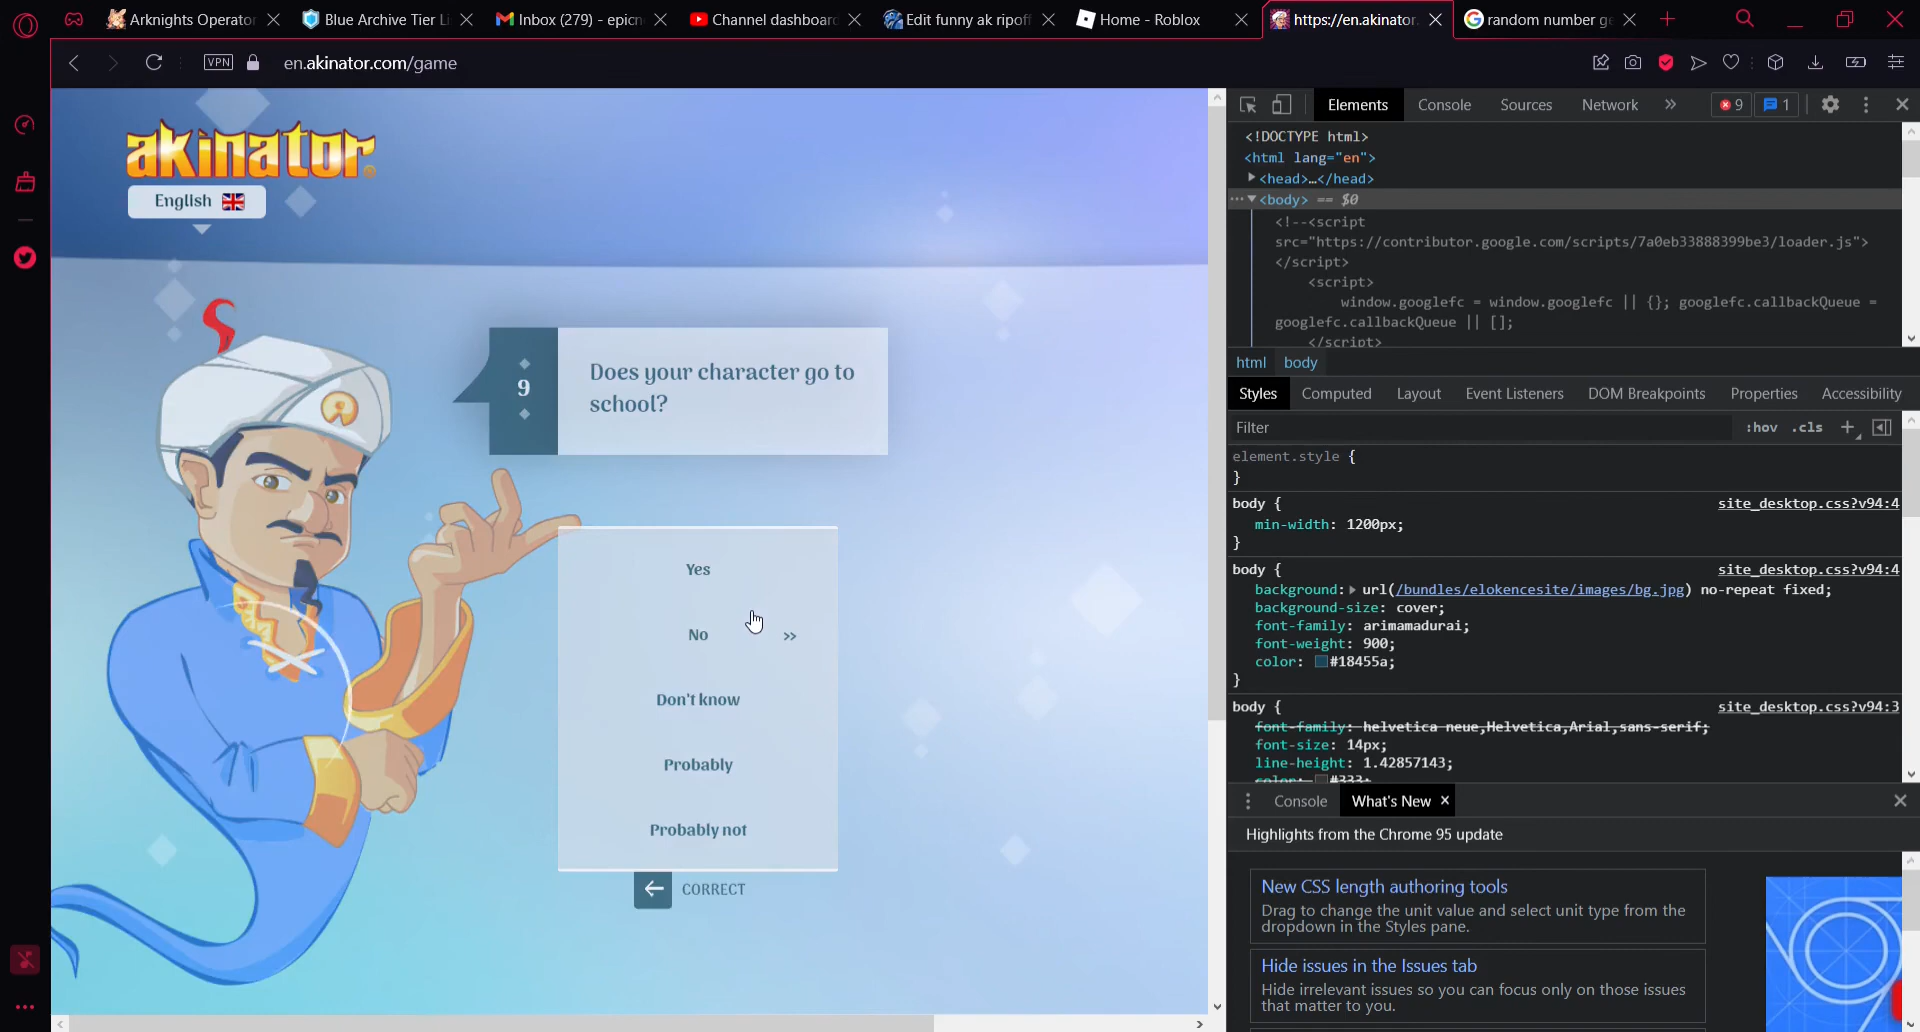 Arknights Operator
Blue Archive Tier Li
Inbox (279) - epicn
Channel dashboard
Edit funny ak ripoff
Home - Roblox
https://en.akinator.
random number ge
VPN
en.akinator.com/game
akinator
English
9
Does your character go to
school?
Yes
No >>
Don't know
Probably
Probably not
CORRECT
Elements Console Sources Network » 9 1
<!DOCTYPE html>
<html lang="en">
<head>…</head>
<body> == $0
<!--<script
src="https://contributor.google.com/scripts/7a0eb33888399be3/loader.js">
</script>
<script>
window.googlefc = window.googlefc || {}; googlefc.callbackQueue =
googlefc.callbackQueue || [];
</script>
html body
Styles Computed Layout Event Listeners DOM Breakpoints Properties Accessibility
Filter :hov .cls +
element.style {
}
body { site_desktop.css?v94:4
min-width: 1200px;
}
body { site_desktop.css?v94:4
background: url(/bundles/elokencesite/images/bg.jpg) no-repeat fixed;
background-size: cover;
font-family: arimamadurai;
font-weight: 900;
color: #18455a;
}
body { site_desktop.css?v94:3
font-family: helvetica neue,Helvetica,Arial,sans-serif;
font-size: 14px;
line-height: 1.42857143;
color: #333;
Console What's New ×
Highlights from the Chrome 95 update
New CSS length authoring tools
Drag to change the unit value and select unit type from the
dropdown in the Styles pane.
Hide issues in the Issues tab
Hide irrelevant issues so you can focus only on those issues
that matter to you.